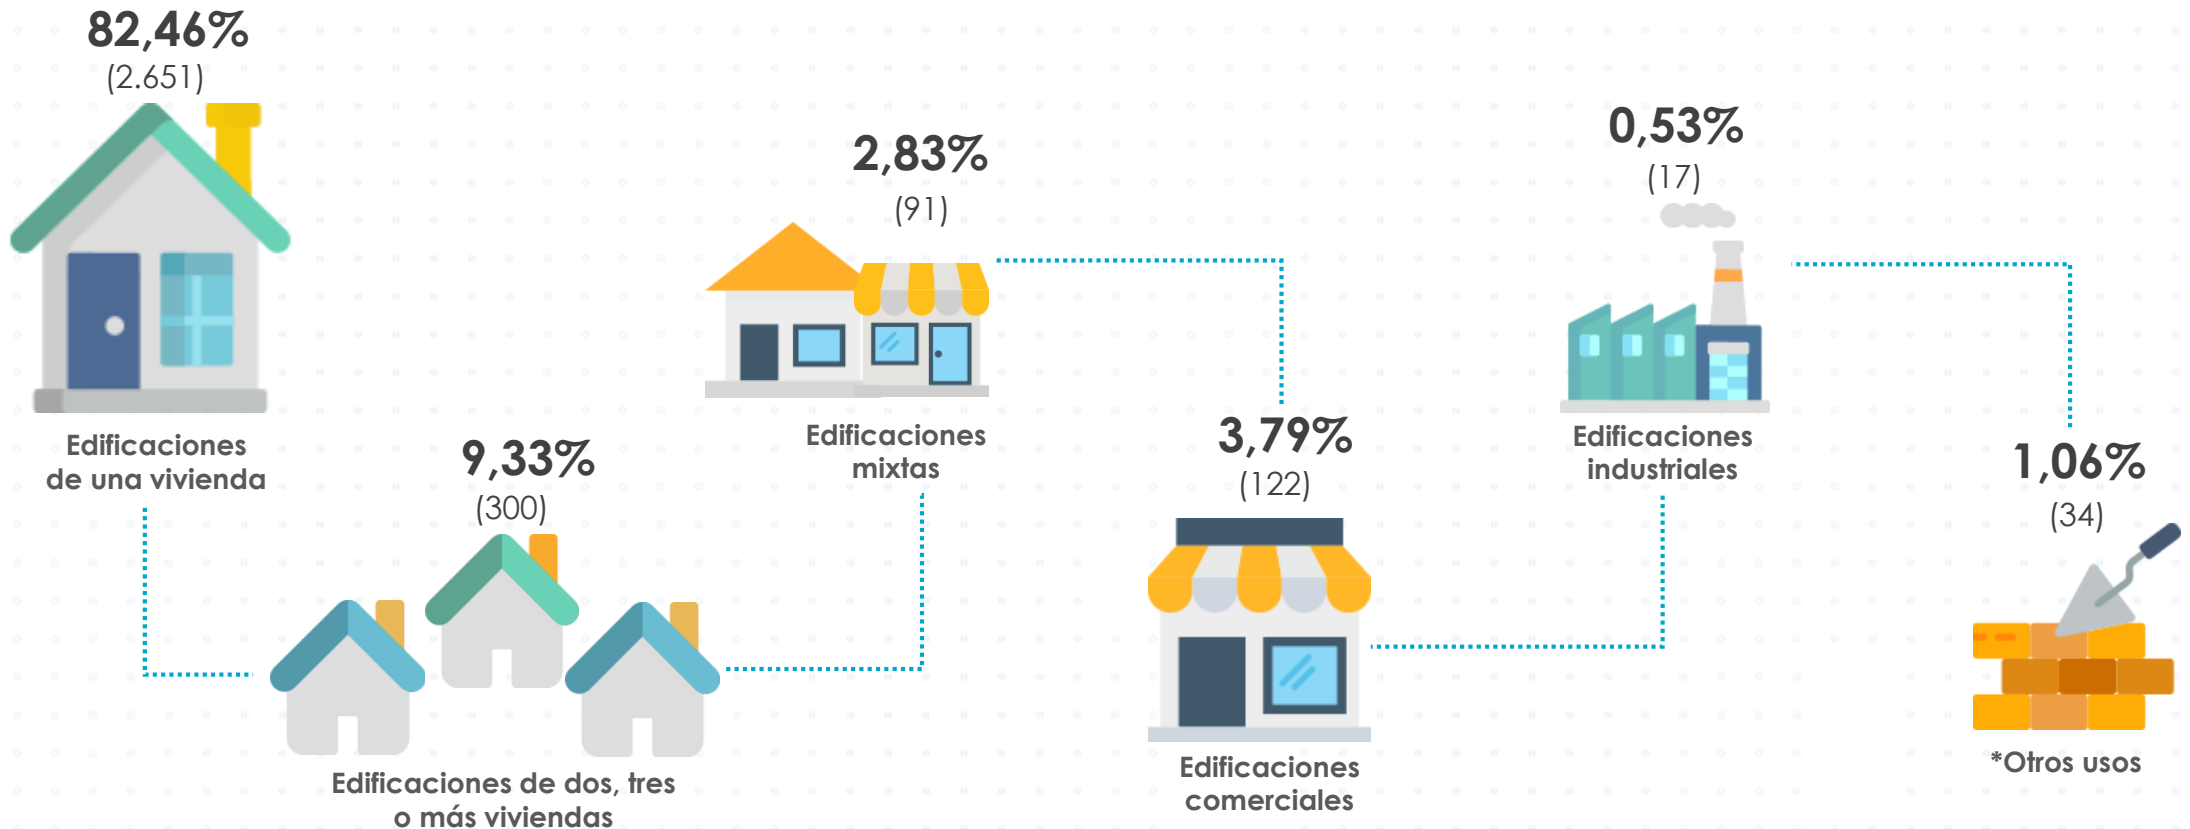 82,46%
(2.651)
Edificaciones
de una vivienda
9,33%
(300)
Edificaciones de dos, tres
o más viviendas
2,83%
(91)
Edificaciones
mixtas
3,79%
(122)
Edificaciones
comerciales
0,53%
(17)
Edificaciones
industriales
1,06%
(34)
*Otros usos